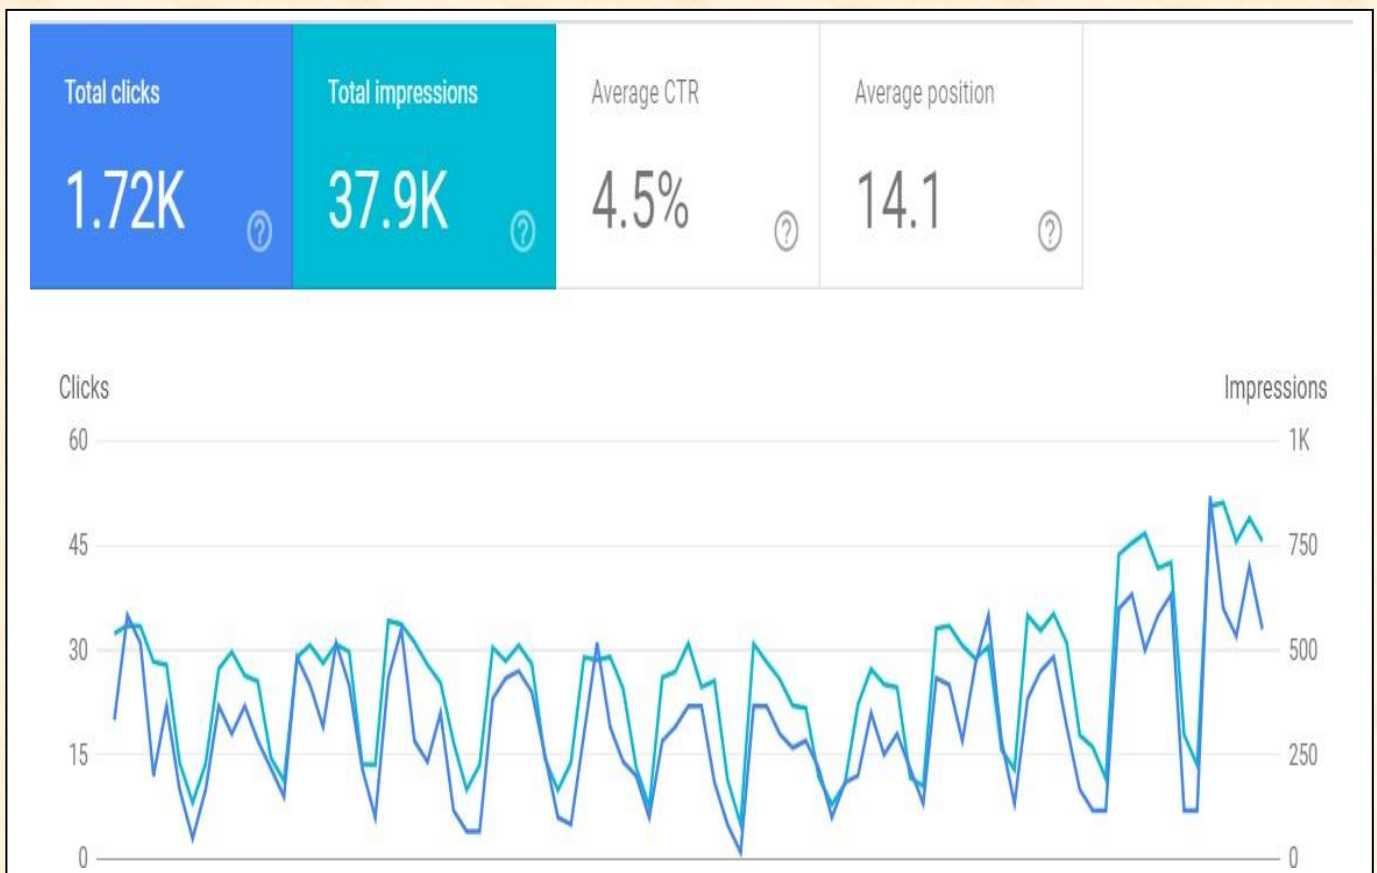 Total clicks
Total impressions
Average CTR
Average position
1.72K
37.9K
4.5%
14.1
?
?
?
?
Clicks
Impressions
60
1K
45
750
30
500
15
250
0
0